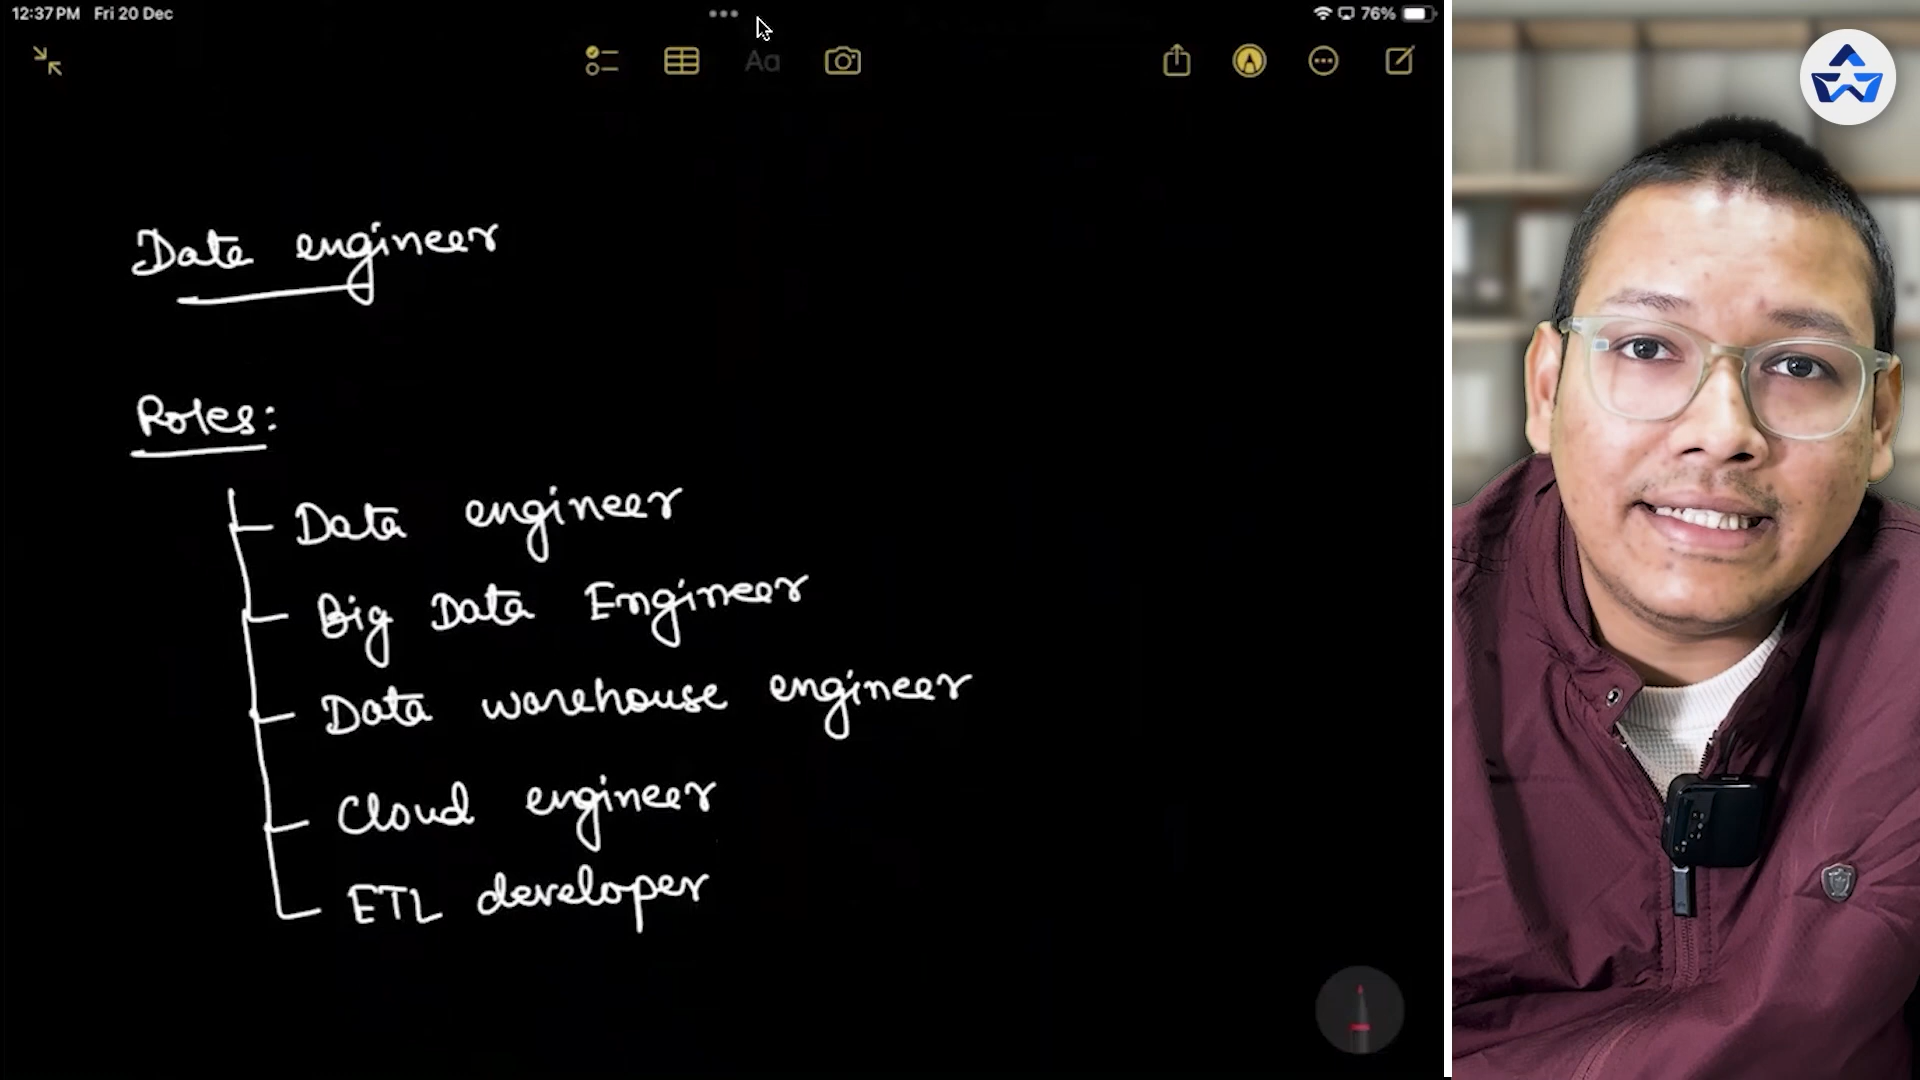 12:37 PM Fri 20 Dec
76%
Aa
Data engineer
Roles:
Data engineer
Big Data Engineer
Data warehouse engineer
Cloud engineer
ETL developer